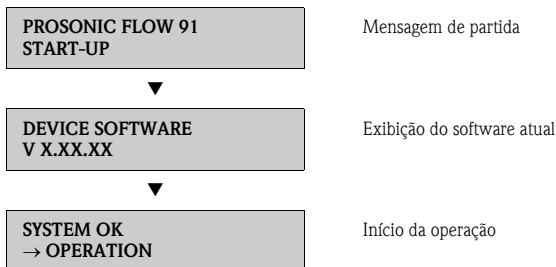 PROSONIC FLOW 91
START-UP
Mensagem de partida
▼
DEVICE SOFTWARE
V X.XX.XX
Exibição do software atual
▼
SYSTEM OK
→ OPERATION
Início da operação